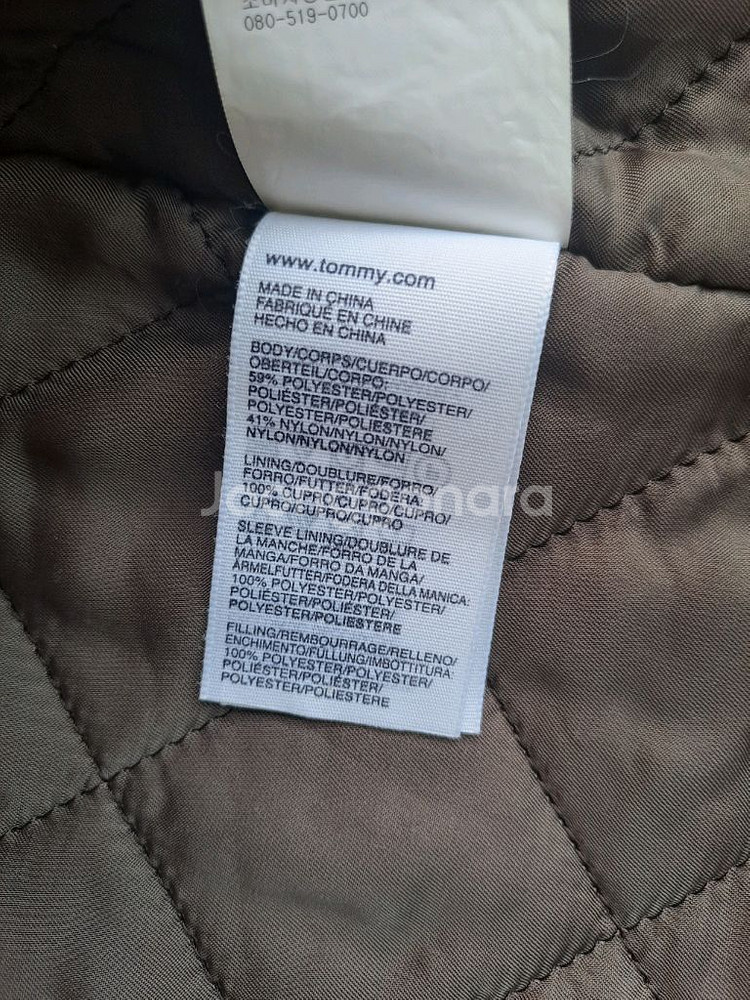 080-519-0700
www.tommy.com
MADE IN CHINA
FABRIQUÉ EN CHINE
HECHO EN CHINA
BODY/CORPS/CUERPO/CORPO/
OBERTEIL/CORPO:
59% POLYESTER/POLYESTER/
POLIÉSTER/POLIÉSTER/
POLYESTER/POLIESTERE
41% NYLON/NYLON/NYLON/
NYLON/NYLON/NYLON
LINING/DOUBLURE/FORRO/
FORRO/FUTTER/FODERA
100% CUPRO/CUPRO/CUPRO/
CUPRO/CUPRO/CUPRO
SLEEVE LINING/DOUBLURE DE
LA MANCHE/FORRO DE LA
MANGA/FORRO DA MANGA/
ÄRMELFUTTER/FODERA DELLA MANICA:
100% POLYESTER/POLYESTER/
POLIÉSTER/POLIÉSTER/
POLYESTER/POLIESTERE
FILLING/REMBOURRAGE/RELLENO/
ENCHIMENTO/FÜLLUNG/IMBOTTITURA:
100% POLYESTER/POLYESTER/
POLIÉSTER/POLIÉSTER/
POLYESTER/POLIESTERE